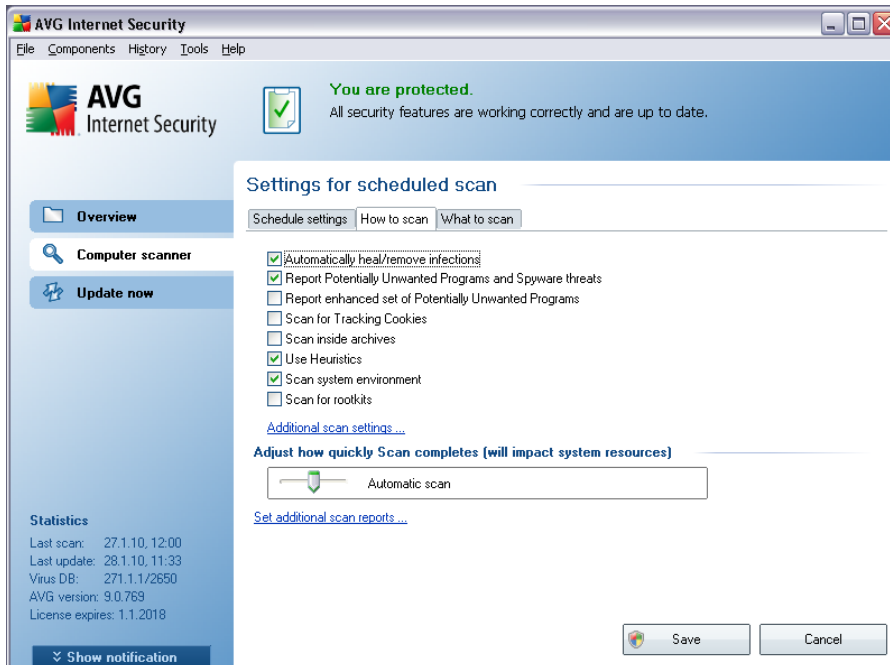 AVG Internet Security
File Components History Tools Help
AVG
Internet Security
You are protected.
All security features are working correctly and are up to date.
Settings for scheduled scan
Overview
Computer scanner
Update now
Schedule settings How to scan What to scan
Automatically heal/remove infections
Report Potentially Unwanted Programs and Spyware threats
Report enhanced set of Potentially Unwanted Programs
Scan for Tracking Cookies
Scan inside archives
Use Heuristics
Scan system environment
Scan for rootkits
Additional scan settings ...
Adjust how quickly Scan completes (will impact system resources)
Automatic scan
Set additional scan reports ...
Statistics
Last scan: 27.1.10, 12:00
Last update: 28.1.10, 11:33
Virus DB: 271.1.1/2650
AVG version: 9.0.769
License expires: 1.1.2018
Show notification
Save Cancel